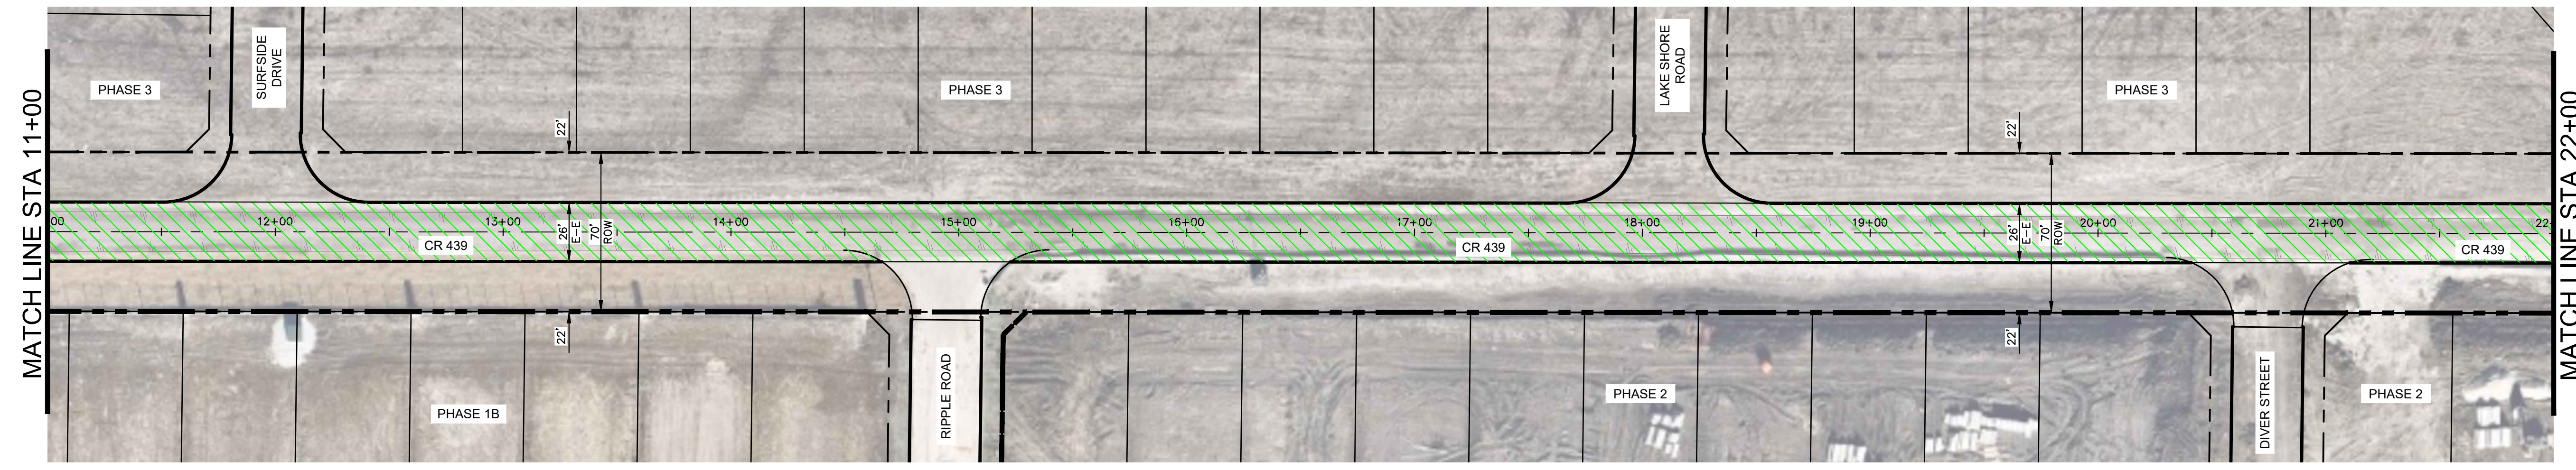 MATCH LINE STA 11+00
PHASE 3
SURFSIDE
DRIVE
PHASE 3
LAKE SHORE
ROAD
PHASE 3
MATCH LINE STA 22+00
22'
22'
00
12+00
13+00
14+00
15+00
16+00
17+00
18+00
19+00
20+00
21+00
22
CR 439
26'
E-E
70'
ROW
CR 439
26'
E-E
70'
ROW
CR 439
22'
22'
PHASE 1B
RIPPLE ROAD
PHASE 2
DIVER STREET
PHASE 2